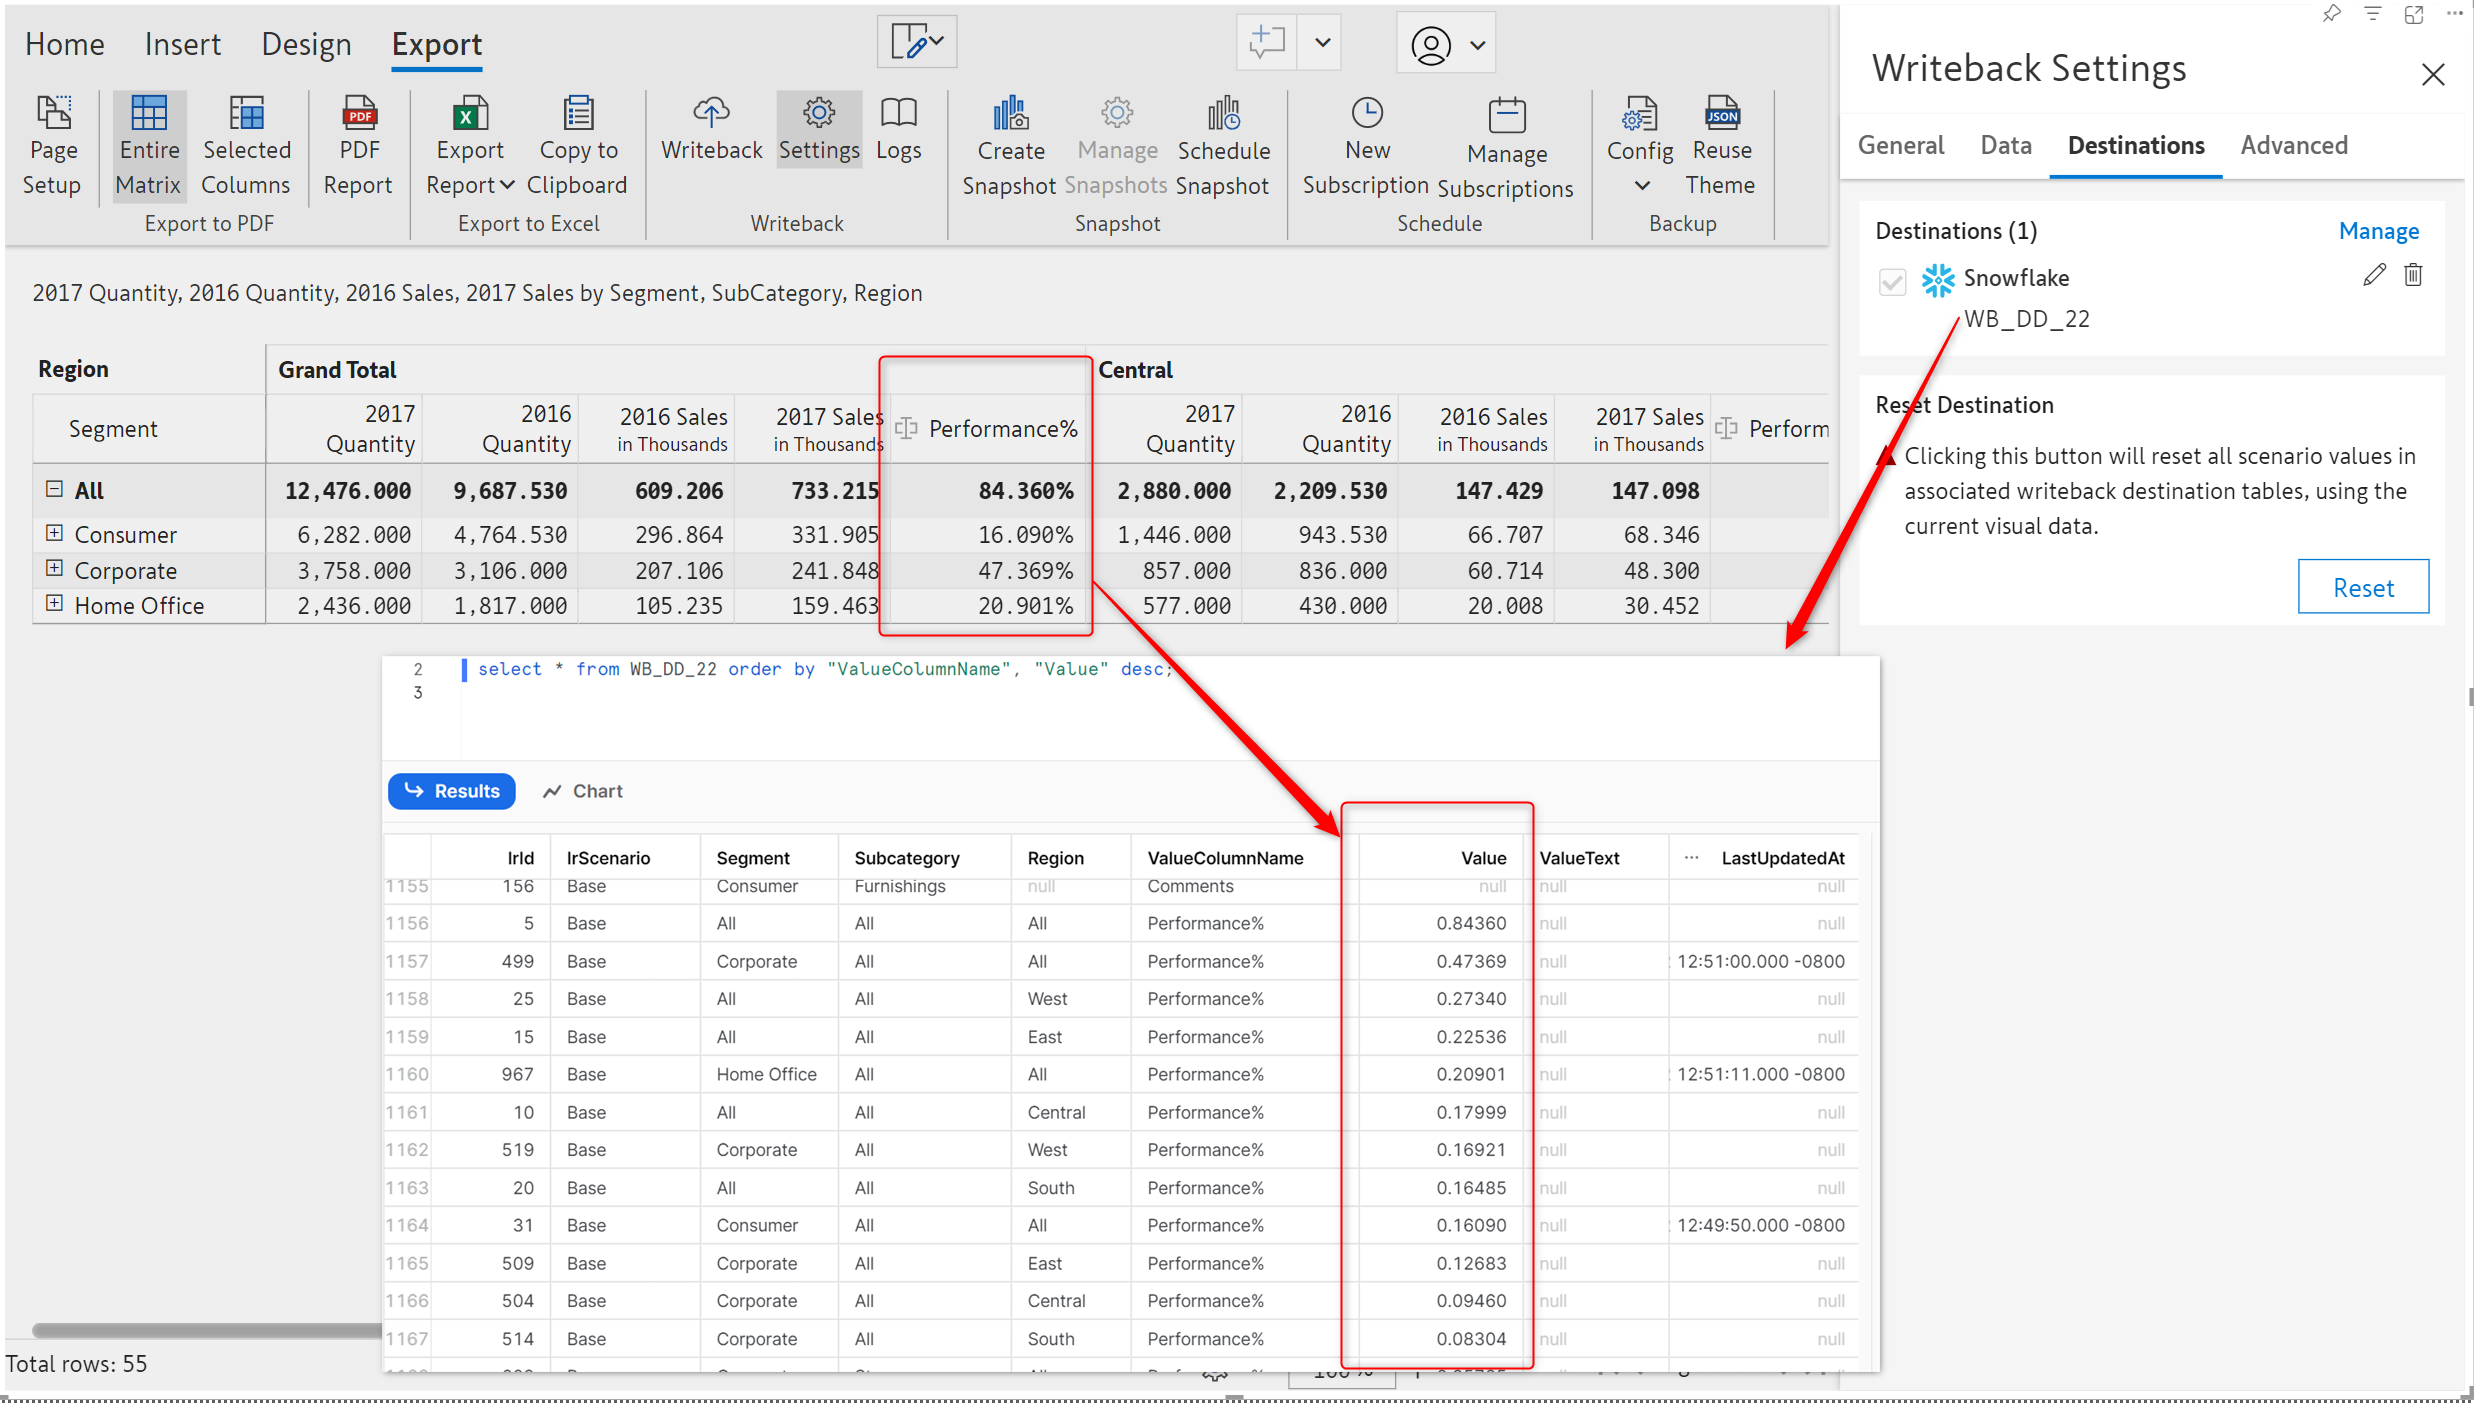 Home Insert Design Export
Page Setup
Entire Matrix
Selected Columns
Export to PDF
PDF Report
Export Report
Copy to Clipboard
Export to Excel
Writeback
Settings
Logs
Writeback
Create Snapshot
Manage Snapshots
Schedule Snapshot
Snapshot
New Subscription
Manage Subscriptions
Schedule
Config
Reuse Theme
Backup
PDF
X
JSON
2017 Quantity, 2016 Quantity, 2016 Sales, 2017 Sales by Segment, SubCategory, Region
Region Grand Total Central
Segment 2017 Quantity 2016 Quantity 2016 Sales in Thousands 2017 Sales in Thousands Performance% 2017 Quantity 2016 Quantity 2016 Sales in Thousands 2017 Sales in Thousands Perform
All 12,476.000 9,687.530 609.206 733.215 84.360% 2,880.000 2,209.530 147.429 147.098
Consumer 6,282.000 4,764.530 296.864 331.905 16.090% 1,446.000 943.530 66.707 68.346
Corporate 3,758.000 3,106.000 207.106 241.848 47.369% 857.000 836.000 60.714 48.300
Home Office 2,436.000 1,817.000 105.235 159.463 20.901% 577.000 430.000 20.008 30.452
Writeback Settings
General Data Destinations Advanced
Destinations (1) Manage
Snowflake
WB_DD_22
Reset Destination
Clicking this button will reset all scenario values in
associated writeback destination tables, using the
current visual data.
Reset
2 select * from WB_DD_22 order by "ValueColumnName", "Value" desc;
3
Results Chart
IrId IrScenario Segment Subcategory Region ValueColumnName Value ValueText ... LastUpdatedAt
1155 156 Base Consumer Furnishings null Comments null null null
1156 5 Base All All All Performance% 0.84360 null null
1157 499 Base Corporate All All Performance% 0.47369 null 12:51:00.000 -0800
1158 25 Base All All West Performance% 0.27340 null null
1159 15 Base All All East Performance% 0.22536 null null
1160 967 Base Home Office All All Performance% 0.20901 null 12:51:11.000 -0800
1161 10 Base All All Central Performance% 0.17999 null null
1162 519 Base Corporate All West Performance% 0.16921 null null
1163 20 Base All All South Performance% 0.16485 null null
1164 31 Base Consumer All All Performance% 0.16090 null 12:49:50.000 -0800
1165 509 Base Corporate All East Performance% 0.12683 null null
1166 504 Base Corporate All Central Performance% 0.09460 null null
1167 514 Base Corporate All South Performance% 0.08304 null null
Total rows: 55